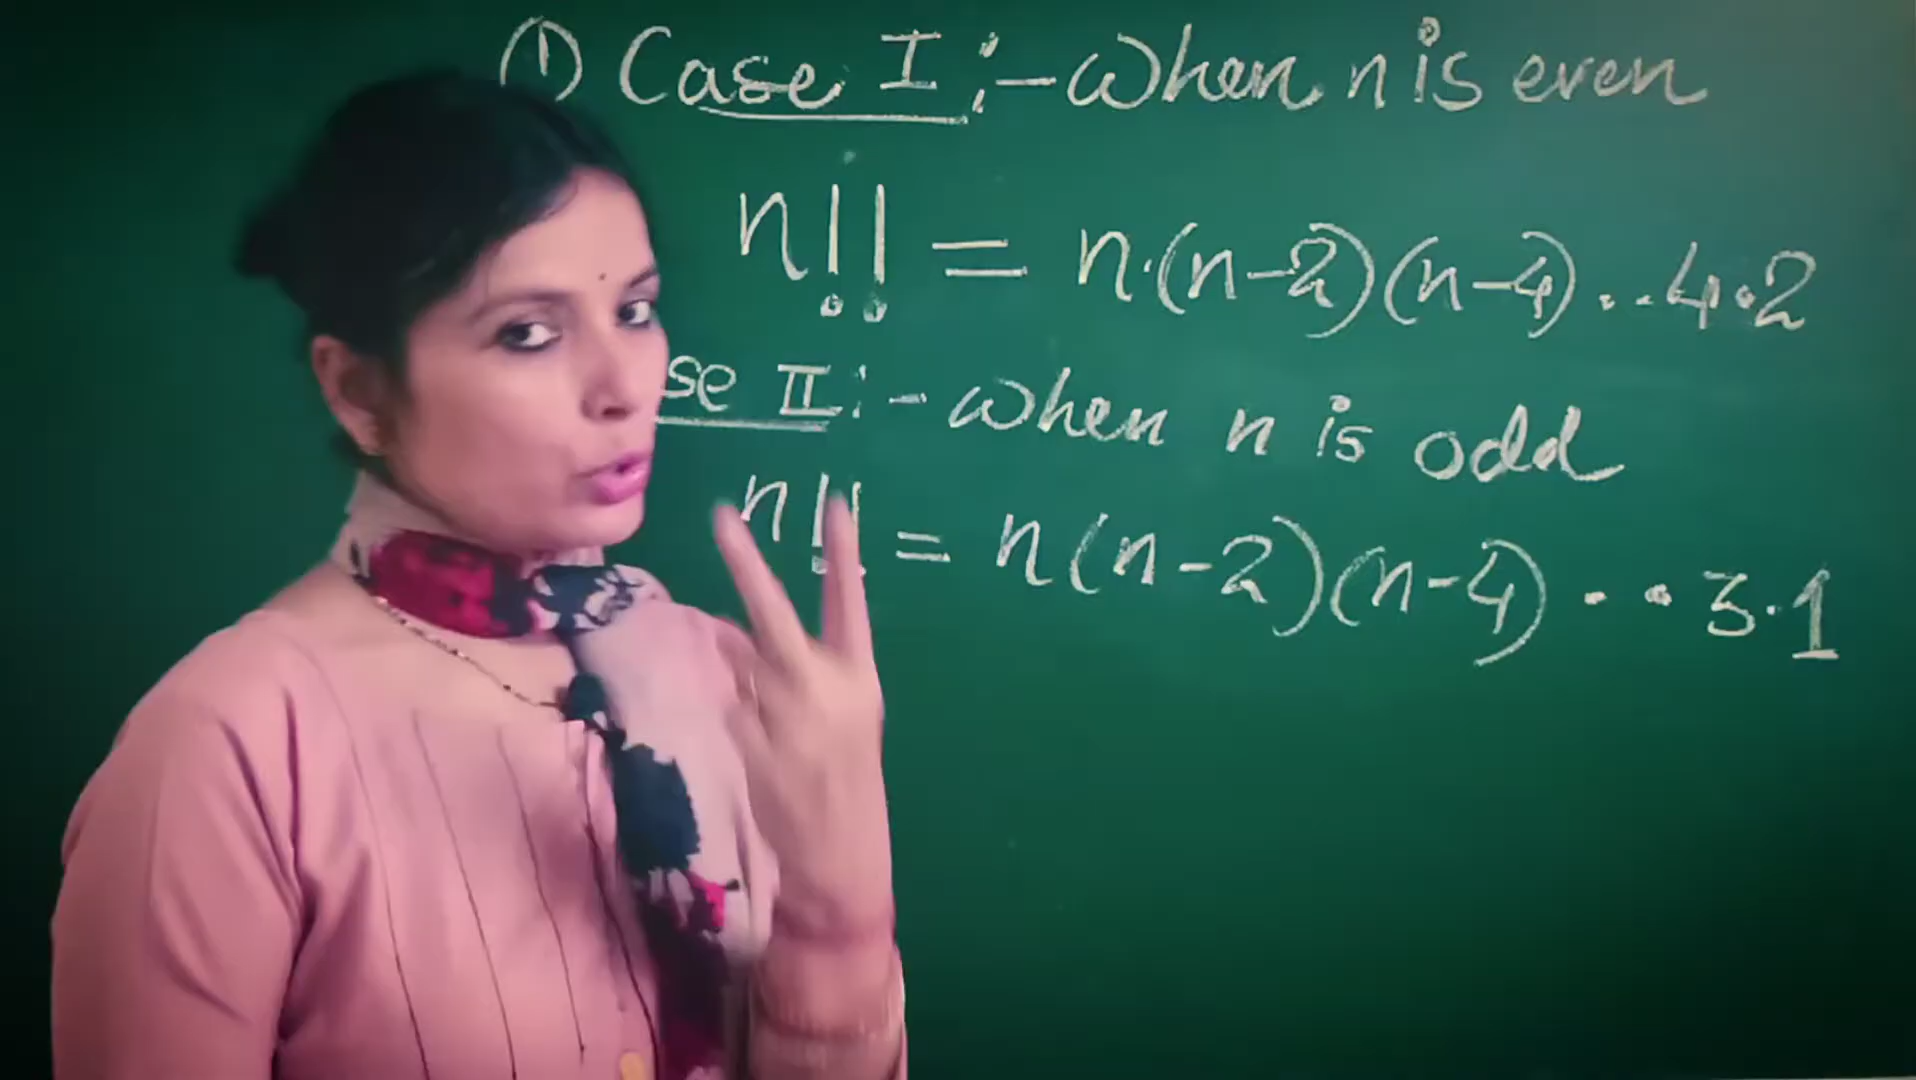 ① Case I :- when n is even
n!! = n.(n-2)(n-4)...4.2
se II :- when n is odd
n!! = n(n-2)(n-4)..3.1